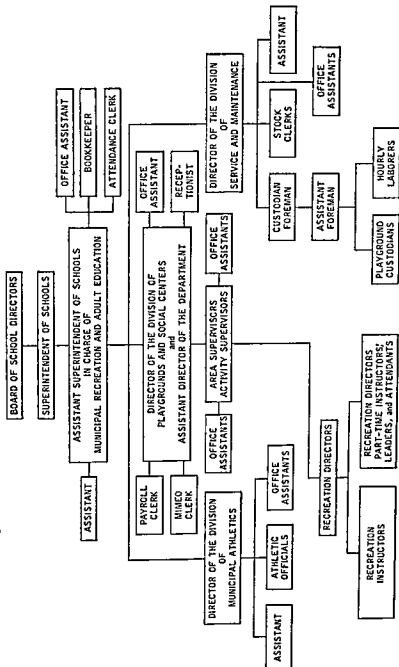 BOARD OF SCHOOL DIRECTORS
SUPERINTENDENT OF SCHOOLS
ASSISTANT
ASSISTANT SUPERINTENDENT OF SCHOOLS
IN CHARGE OF
MUNICIPAL RECREATION AND ADULT EDUCATION
OFFICE ASSISTANT
BOOKKEEPER
ATTENDANCE CLERK
PAYROLL
CLERK
MIMEO
CLERK
DIRECTOR OF THE DIVISION OF
PLAYGROUNDS AND SOCIAL CENTERS
and
ASSISTANT DIRECTOR OF THE DEPARTMENT
OFFICE
ASSISTANT
RECEP-
TIONIST
DIRECTOR OF THE DIVISION
OF
MUNICIPAL ATHLETICS
ASSISTANT
ATHLETIC
OFFICIALS
OFFICE
ASSISTANTS
OFFICE
ASSISTANTS
AREA SUPERVISORS
ACTIVITY SUPERVISORS
OFFICE
ASSISTANTS
RECREATION DIRECTORS
RECREATION
INSTRUCTORS
RECREATION DIRECTORS
PART-TIME INSTRUCTORS,
LEADERS, and ATTENDANTS
DIRECTOR OF THE DIVISION
OF
SERVICE AND MAINTENANCE
CUSTODIAN
FOREMAN
STOCK
CLERKS
OFFICE
ASSISTANTS
ASSISTANT
ASSISTANT
FOREMAN
PLAYGROUND
CUSTODIANS
HOURLY
LABORERS